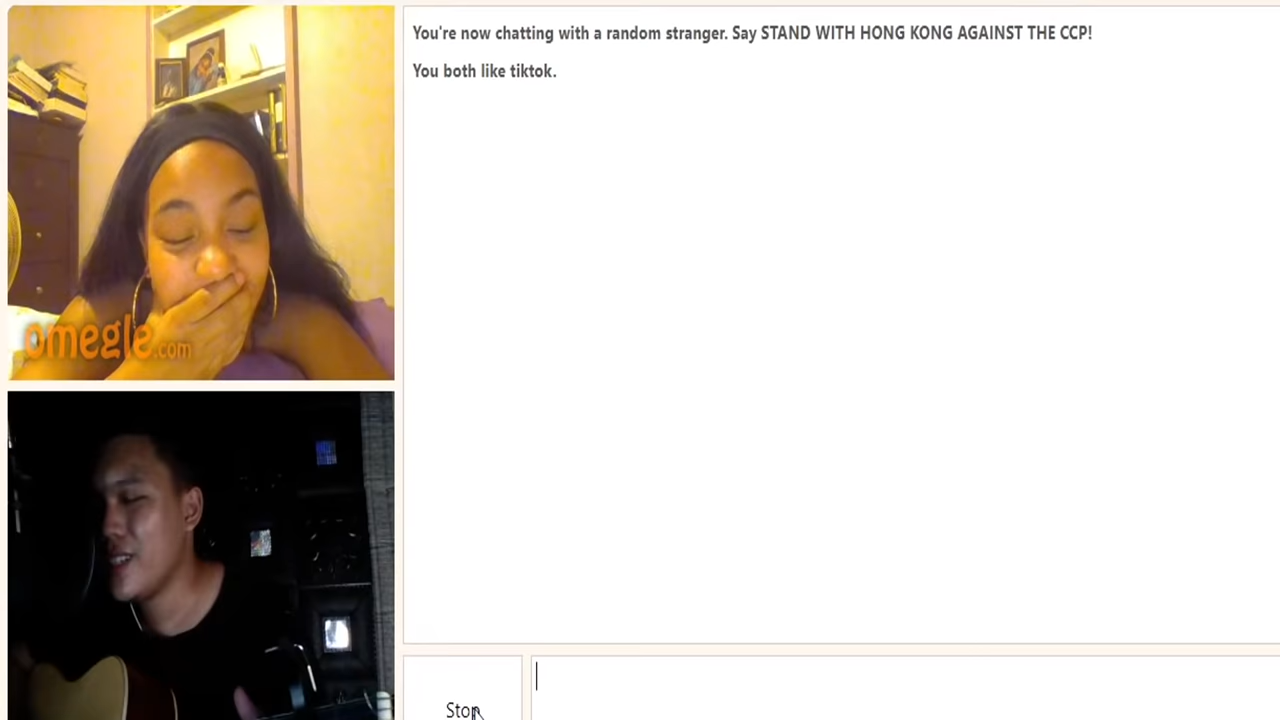 You're now chatting with a random stranger. Say STAND WITH HONG KONG AGAINST THE CCP!
You both like tiktok.
omegle.com
Stop